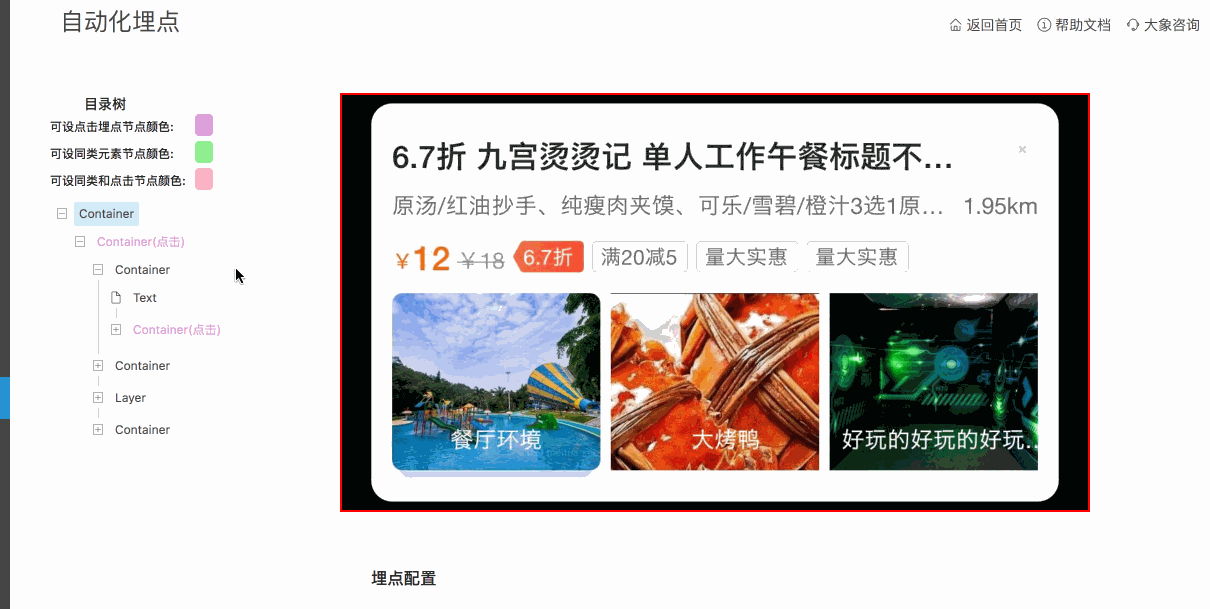 自动化埋点
返回首页 帮助文档 大象咨询
目录树
可设点击埋点节点颜色:
可设同类元素节点颜色:
可设同类和点击节点颜色:
Container
Container(点击)
Container
Text
Container(点击)
Container
Layer
Container
6.7折 九宫烫烫记 单人工作午餐标题不...
×
原汤/红油抄手、纯瘦肉夹馍、可乐/雪碧/橙汁3选1原... 1.95km
¥12 ¥18 6.7折 满20减5 量大实惠 量大实惠
餐厅环境 大烤鸭 好玩的好玩的好玩..
埋点配置